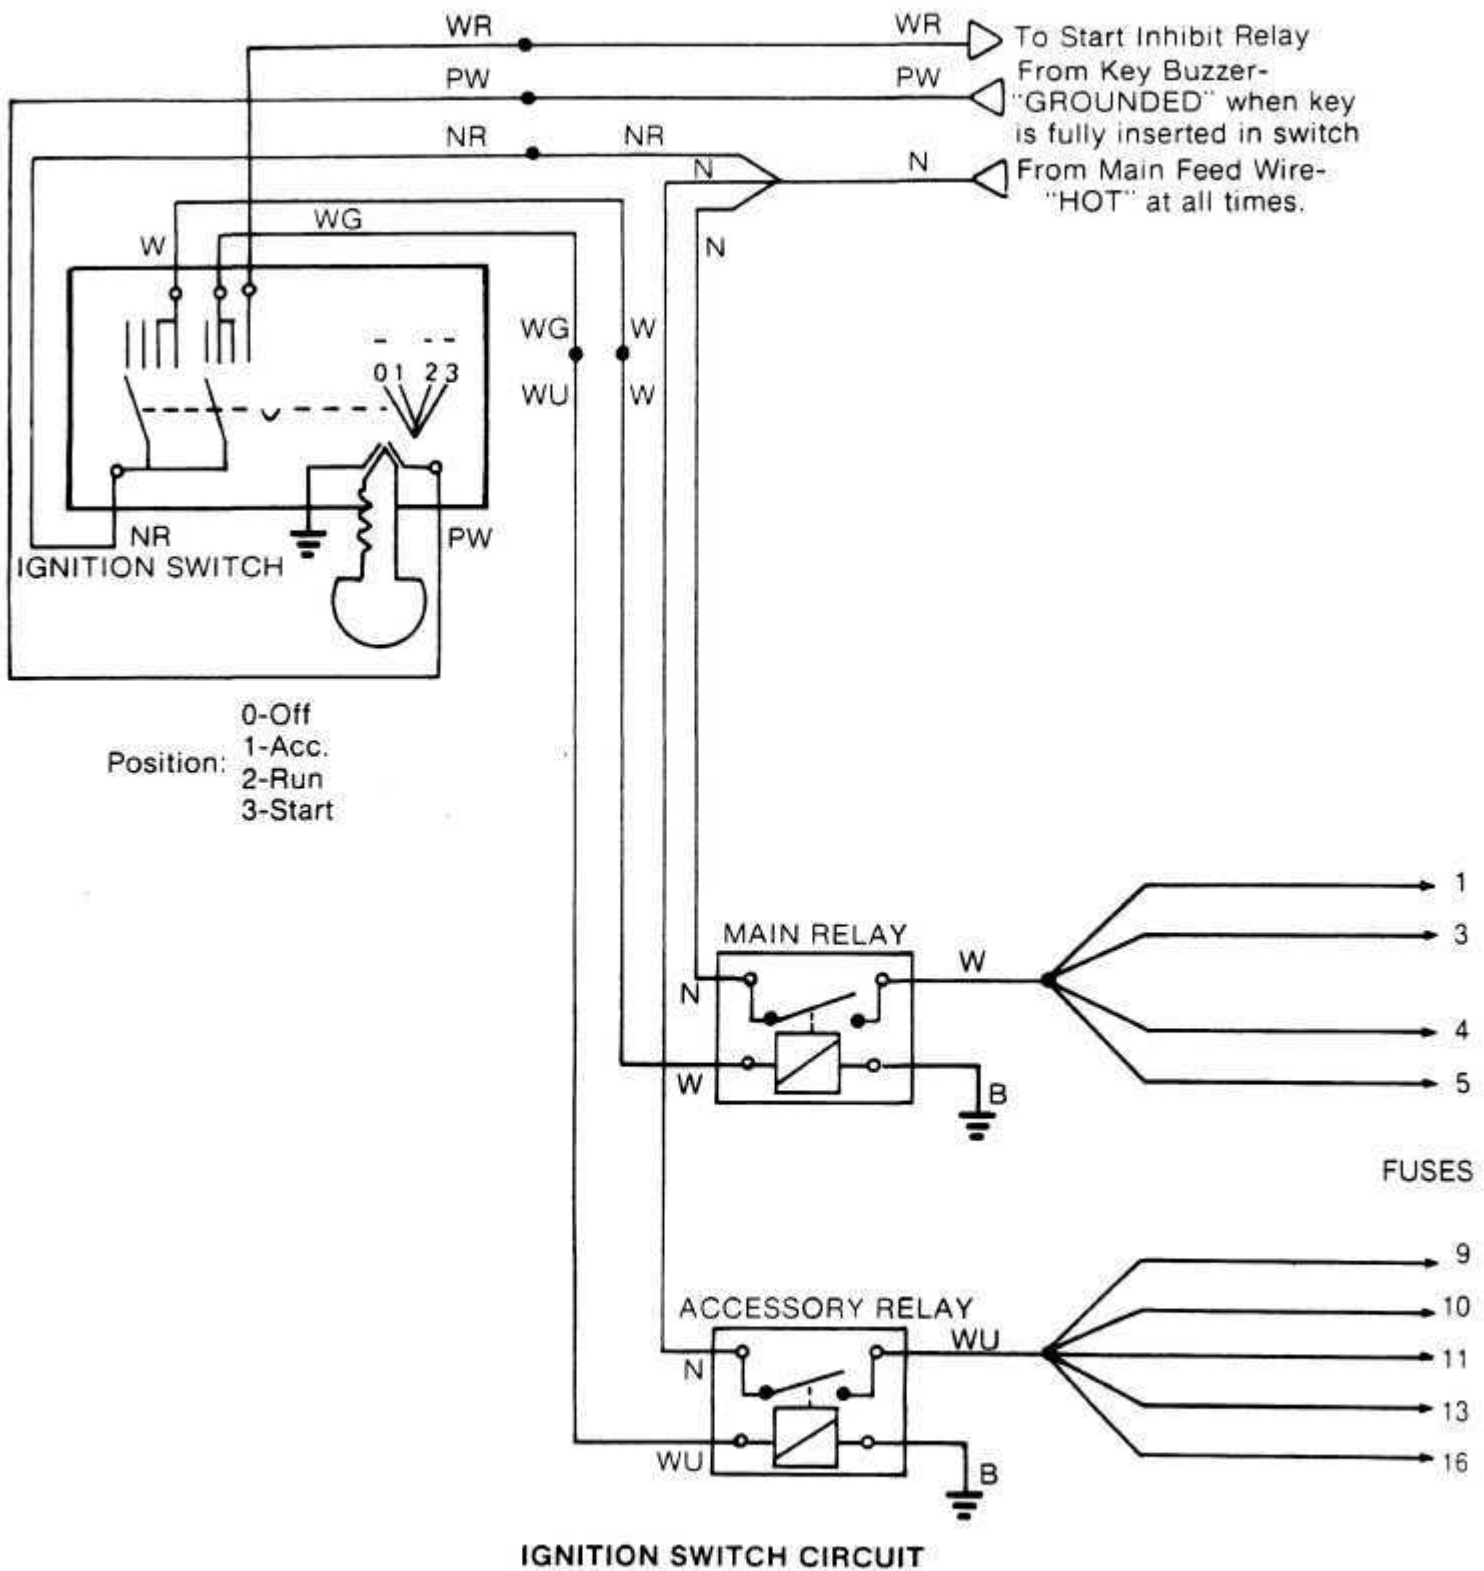 WR
WR
To Start Inhibit Relay
PW
PW
From Key Buzzer-
"GROUNDED" when key
is fully inserted in switch
NR
NR
N
N
From Main Feed Wire-
"HOT" at all times.
N
W
WG
WG
W
WU
W
0 1 2 3
NR
PW
IGNITION SWITCH
Position:
0-Off
1-Acc.
2-Run
3-Start
MAIN RELAY
N
W
W
B
1
3
4
5
FUSES
ACCESSORY RELAY
N
WU
WU
B
9
10
11
13
16
IGNITION SWITCH CIRCUIT